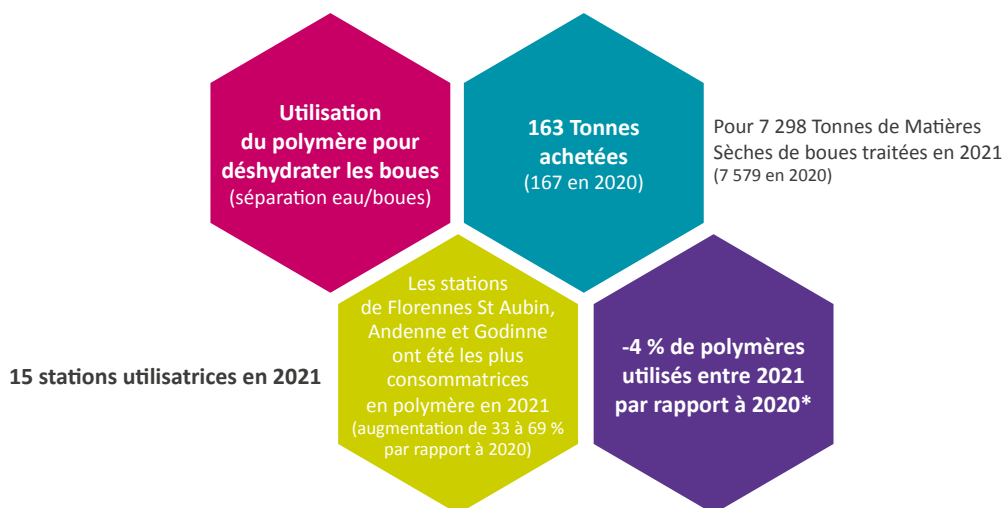 Utilisation
du polymère pour
déshydrater les boues
(séparation eau/boues)
163 Tonnes
achetées
(167 en 2020)
Pour 7 298 Tonnes de Matières
Sèches de boues traitées en 2021
(7 579 en 2020)
15 stations utilisatrices en 2021
Les stations
de Florennes St Aubin,
Andenne et Godinne
ont été les plus
consommatrices
en polymère en 2021
(augmentation de 33 à 69 %
par rapport à 2020)
-4 % de polymères
utilisés entre 2021
par rapport à 2020*